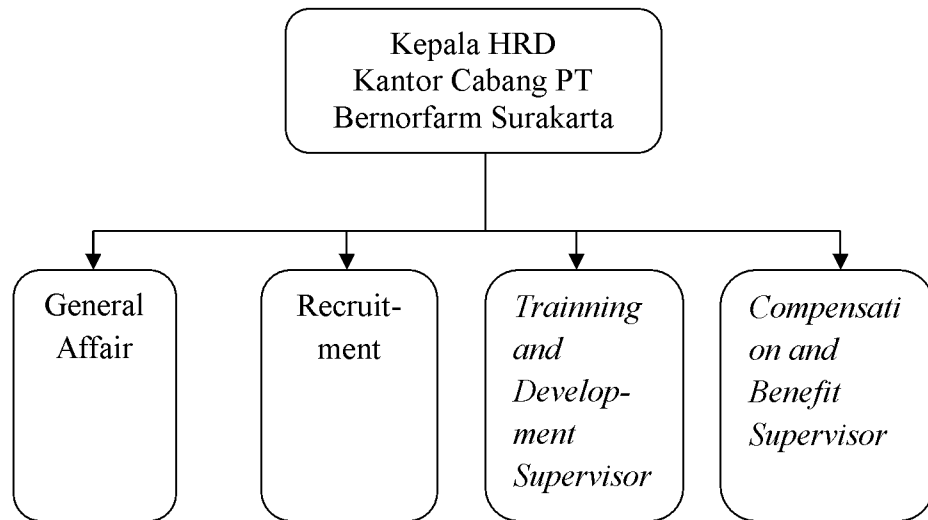 Kepala HRD
Kantor Cabang PT
Bernorfarm Surakarta
General
Affair
Recruit-
ment
Trainning
and
Develop-
ment
Supervisor
Compensati
on and
Benefit
Supervisor